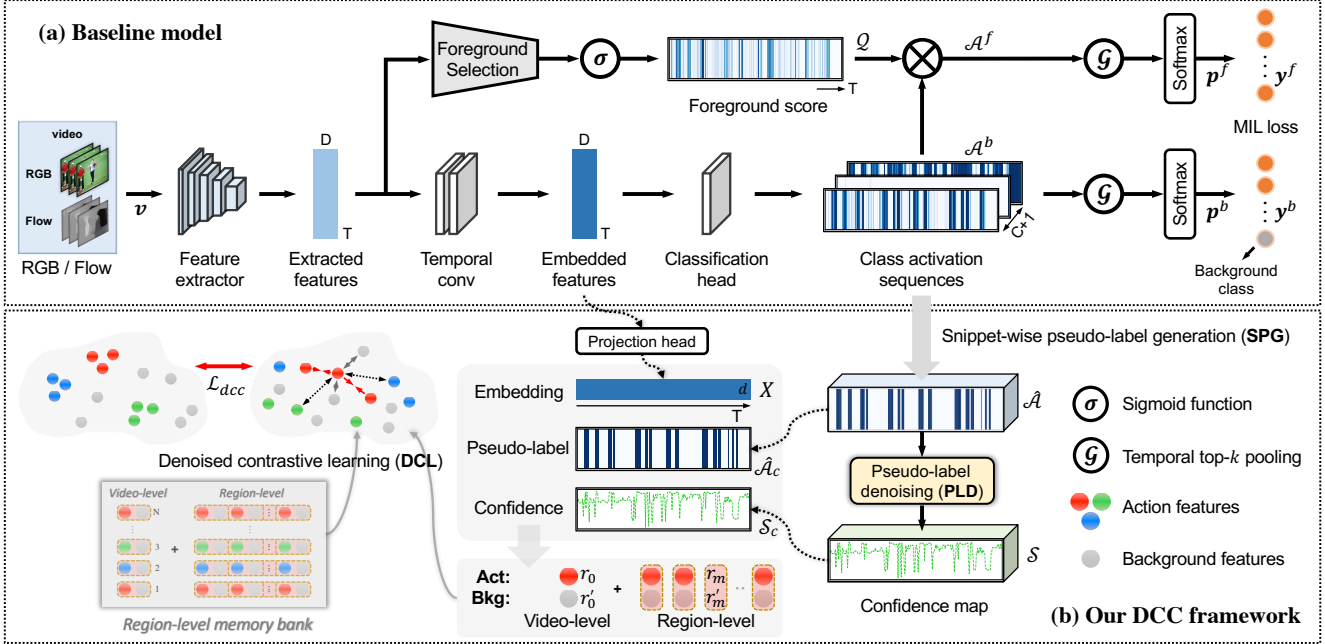 (a) Baseline model
Foreground
Selection
σ
Foreground score
T
𝒬
𝒜^f
𝒢
Softmax
p^f
y^f
MIL loss
video
RGB
Flow
RGB / Flow
v
Feature
extractor
D
T
Extracted
features
Temporal
conv
D
T
Embedded
features
Classification
head
𝒜^b
C+1
Class activation
sequences
𝒢
Softmax
p^b
y^b
Background
class
Projection head
Snippet-wise pseudo-label generation (SPG)
ℒ_dcc
Denoised contrastive learning (DCL)
Embedding
d
X
T
Pseudo-label
𝒜̂_c
Confidence
𝒮_c
𝒜̂
Pseudo-label
denoising (PLD)
𝒮
Confidence map
σ Sigmoid function
𝒢 Temporal top-k pooling
Action features
Background features
Video-level
Region-level
N
⋮
3
+
2
1
Region-level memory bank
Act: r_0 + r_m ··
Bkg: r′_0 r′_m
Video-level Region-level
(b) Our DCC framework